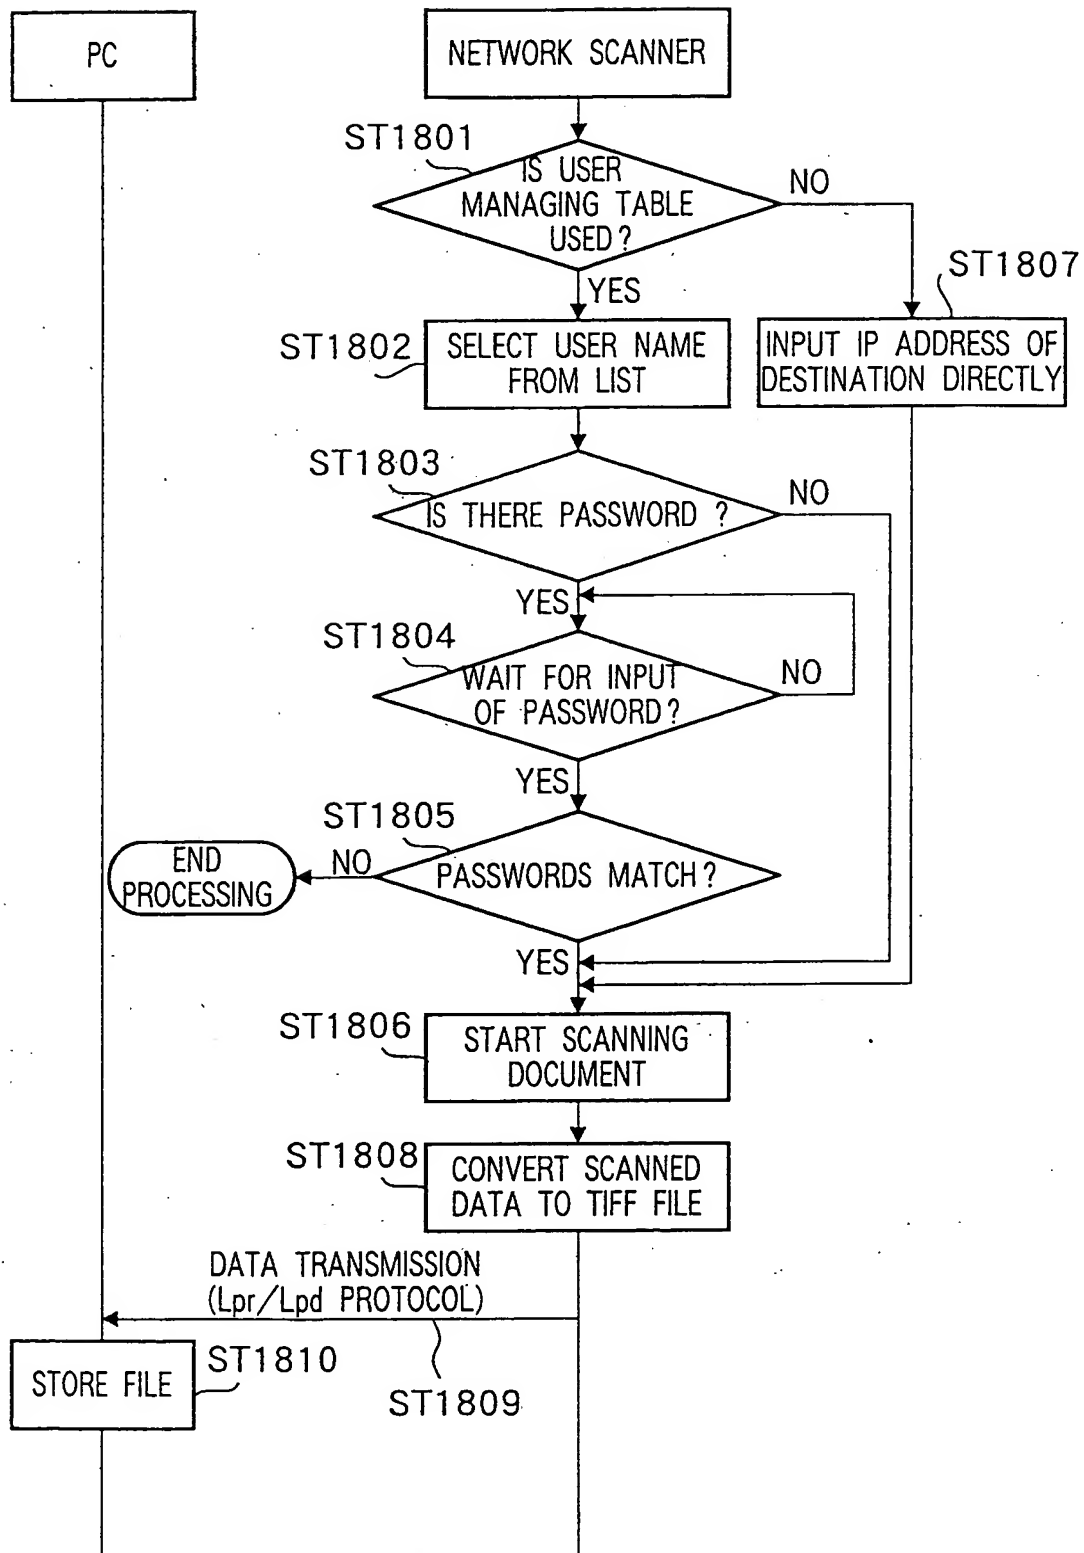 PC
NETWORK SCANNER
ST1801
IS USER
MANAGING TABLE
USED?
NO
YES
ST1807
INPUT IP ADDRESS OF
DESTINATION DIRECTLY
ST1802
SELECT USER NAME
FROM LIST
ST1803
IS THERE PASSWORD ?
NO
YES
ST1804
WAIT FOR INPUT
OF PASSWORD?
NO
YES
ST1805
PASSWORDS MATCH?
NO
END
PROCESSING
YES
ST1806
START SCANNING
DOCUMENT
ST1808
CONVERT SCANNED
DATA TO TIFF FILE
DATA TRANSMISSION
(Lpr/Lpd PROTOCOL)
ST1809
STORE FILE
ST1810